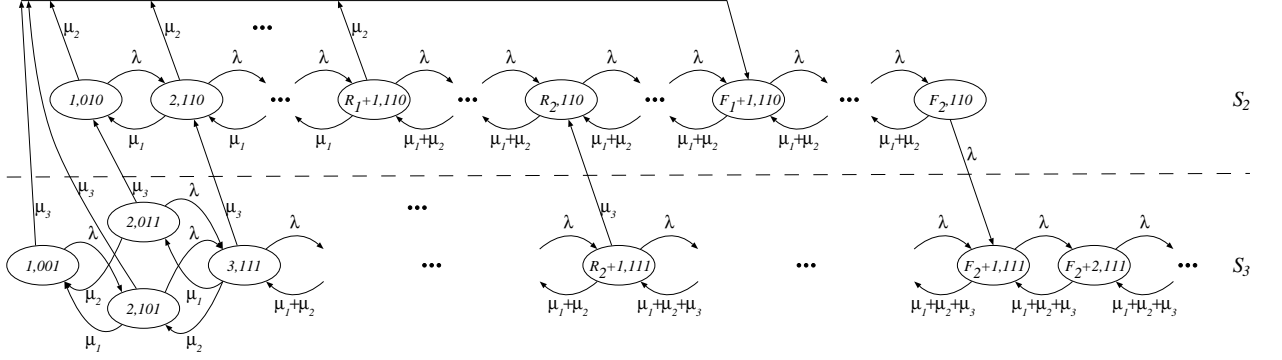 μ2 μ2 ... μ2
λ λ λ λ λ λ λ λ λ
1,010 2,110 ... R1+1,110 ... R2,110 ... F1+1,110 ... F2,110 S2
μ1 μ1 μ1 μ1+μ2 μ1+μ2 μ1+μ2 μ1+μ2 μ1+μ2 μ1+μ2
λ
μ3 μ3 λ
μ3 2,011 μ3 ... μ3
λ λ λ λ λ λ λ λ
1,001 3,111 ... R2+1,111 ... F2+1,111 F2+2,111 ... S3
μ2 μ1
2,101 μ1+μ2 μ1+μ2 μ1+μ2+μ3 μ1+μ2+μ3 μ1+μ2+μ3 μ1+μ2+μ3
μ1 μ2